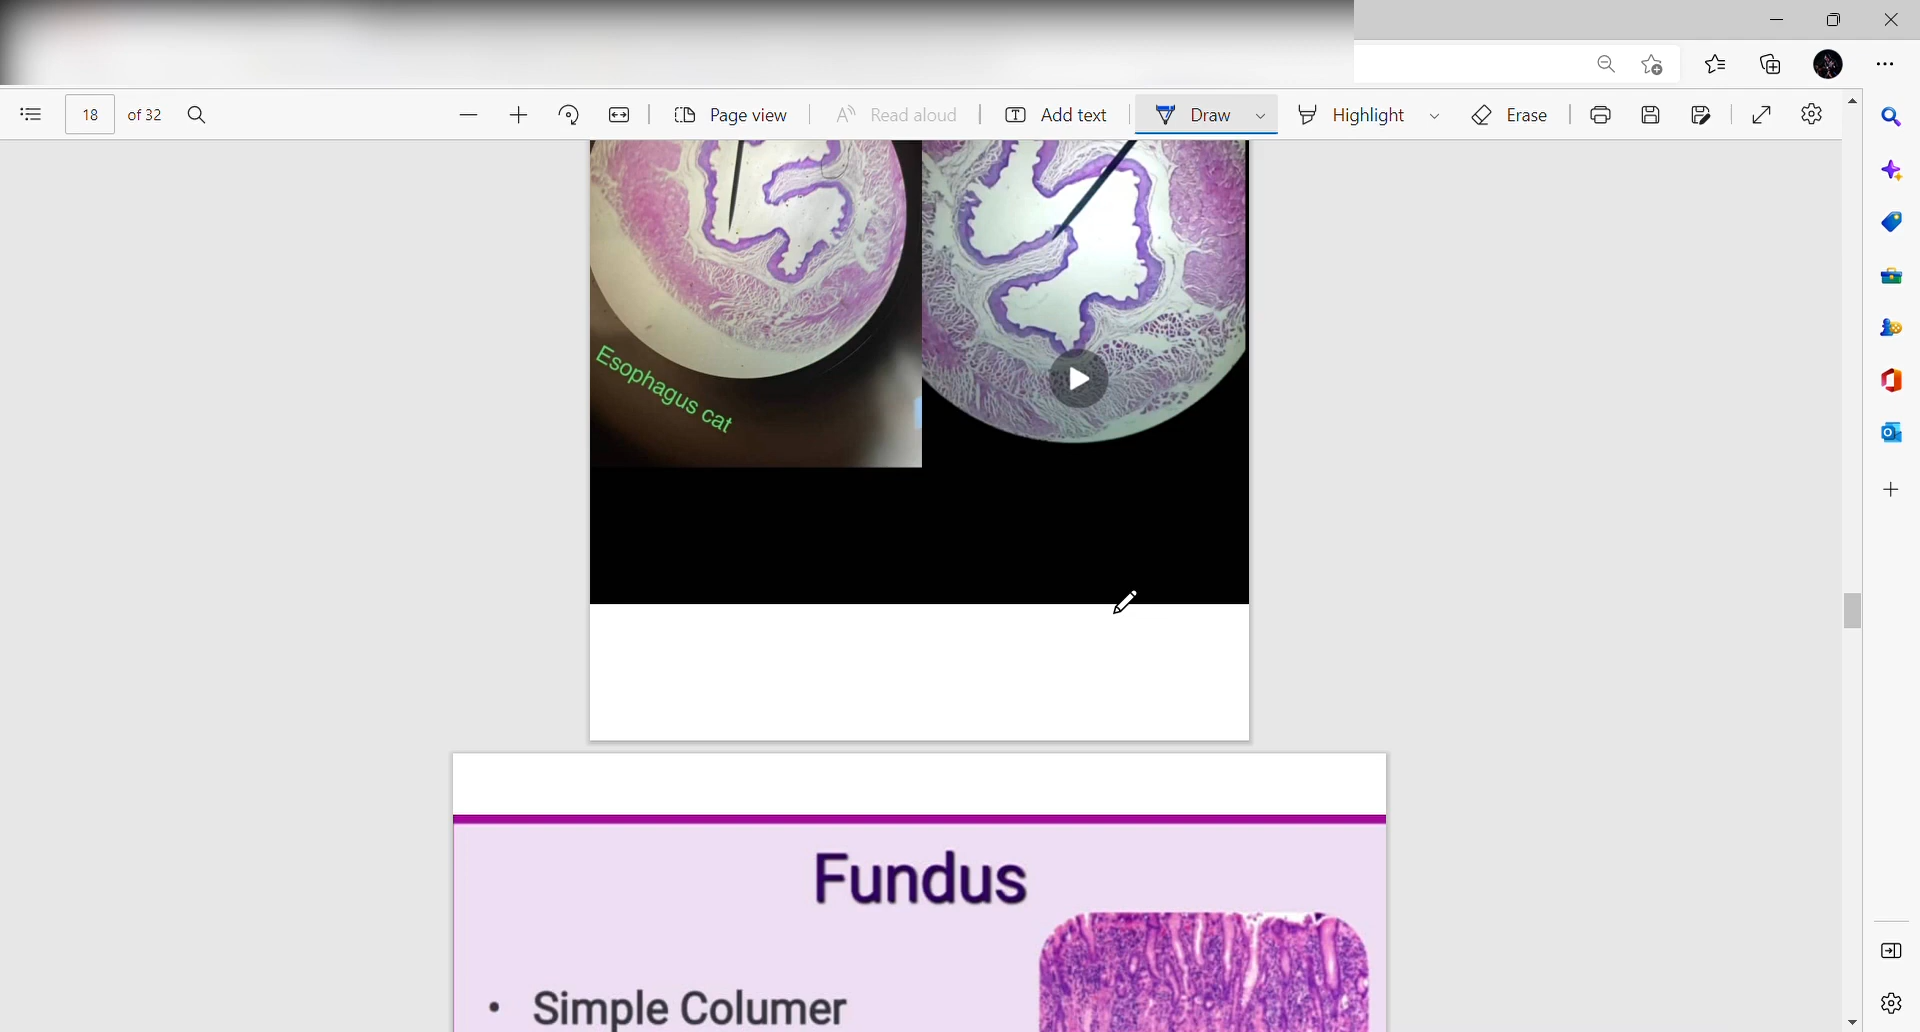 18 of 32 Page view Read aloud Add text Draw Highlight Erase
Esophagus cat
Fundus
• Simple Columer